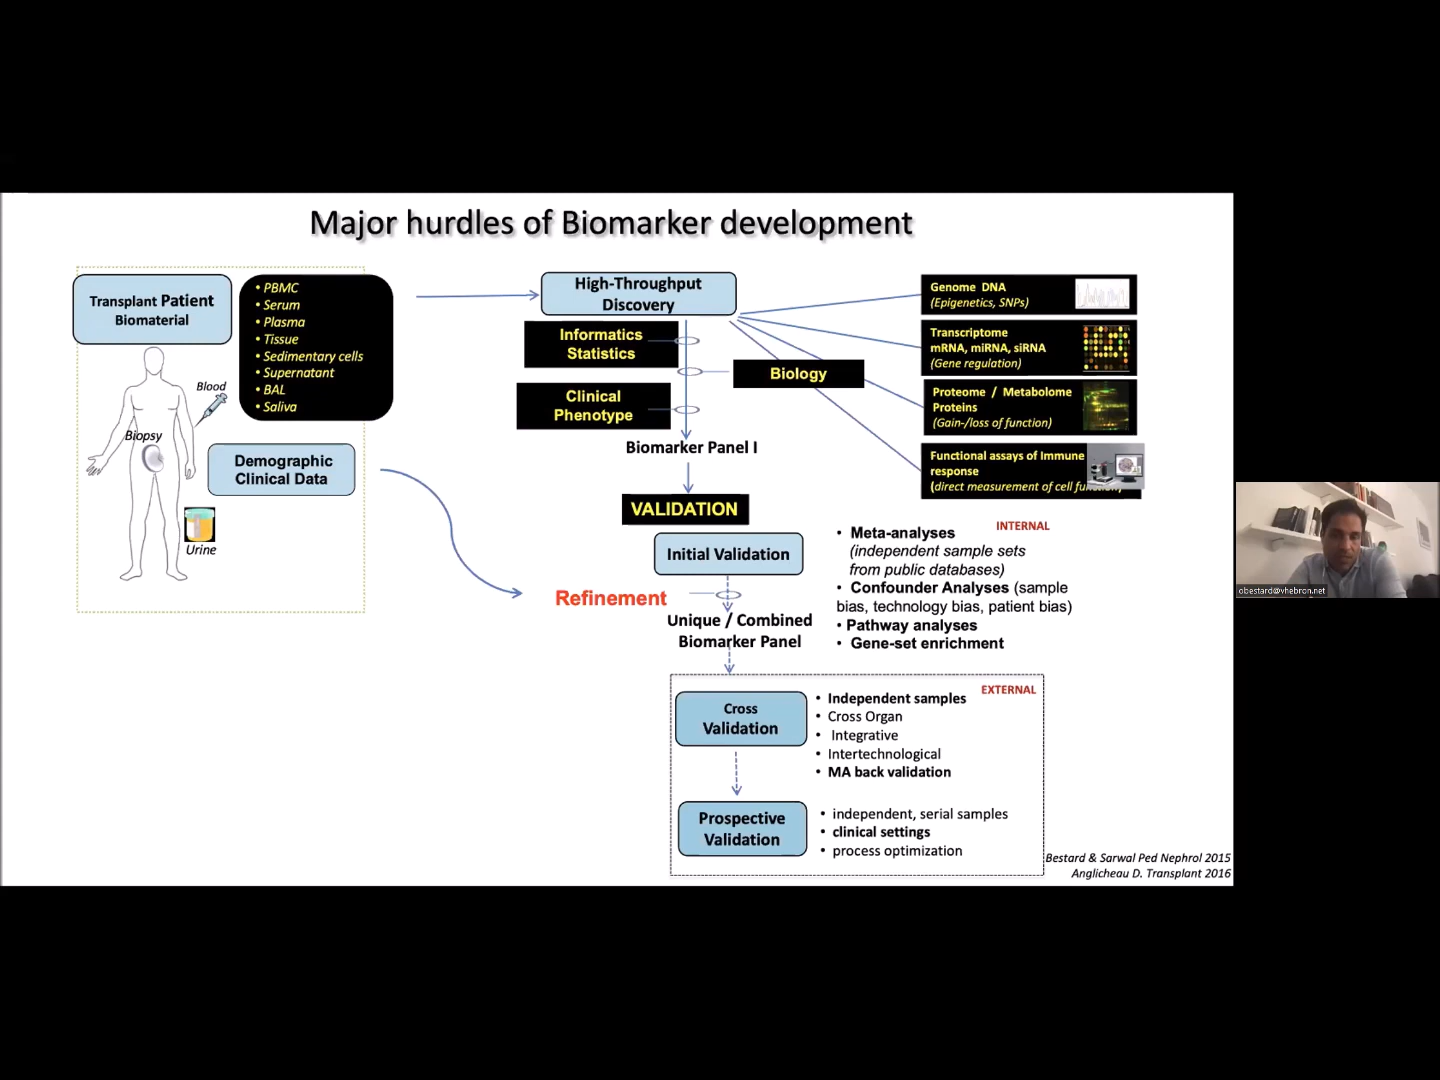 Major hurdles of Biomarker development
Transplant Patient
Biomaterial
• PBMC
• Serum
• Plasma
• Tissue
• Sedimentary cells
• Supernatant
• BAL
• Saliva
Blood
Biopsy
Demographic
Clinical Data
Urine
High-Throughput
Discovery
Informatics
Statistics
Biology
Clinical
Phenotype
Biomarker Panel I
VALIDATION
Initial Validation
Refinement
Unique / Combined
Biomarker Panel
Genome DNA
(Epigenetics, SNPs)
Transcriptome
mRNA, miRNA, siRNA
(Gene regulation)
Proteome / Metabolome
Proteins
(Gain-/loss of function)
Functional assays of Immune
response
(direct measurement of cell function)
INTERNAL
• Meta-analyses
(independent sample sets
from public databases)
• Confounder Analyses (sample
bias, technology bias, patient bias)
• Pathway analyses
• Gene-set enrichment
EXTERNAL
Cross
Validation
• Independent samples
• Cross Organ
• Integrative
• Intertechnological
• MA back validation
Prospective
Validation
• independent, serial samples
• clinical settings
• process optimization
Bestard & Sarwal Ped Nephrol 2015
Anglicheau D. Transplant 2016
obestard@vhebron.net